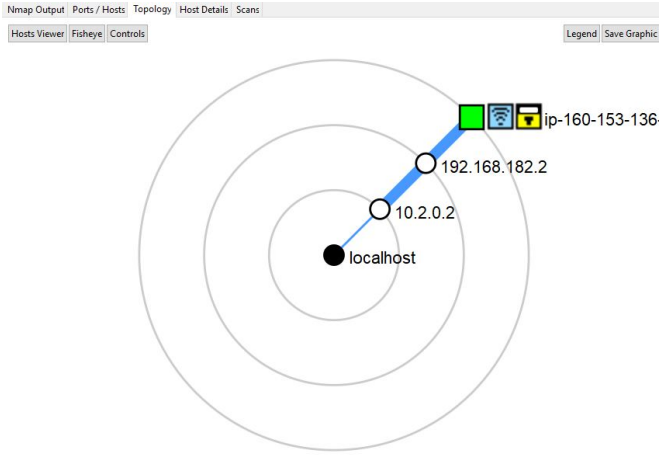 Nmap Output Ports / Hosts Topology Host Details Scans
Hosts Viewer Fisheye Controls Legend Save Graphic
ip-160-153-136-
192.168.182.2
10.2.0.2
localhost